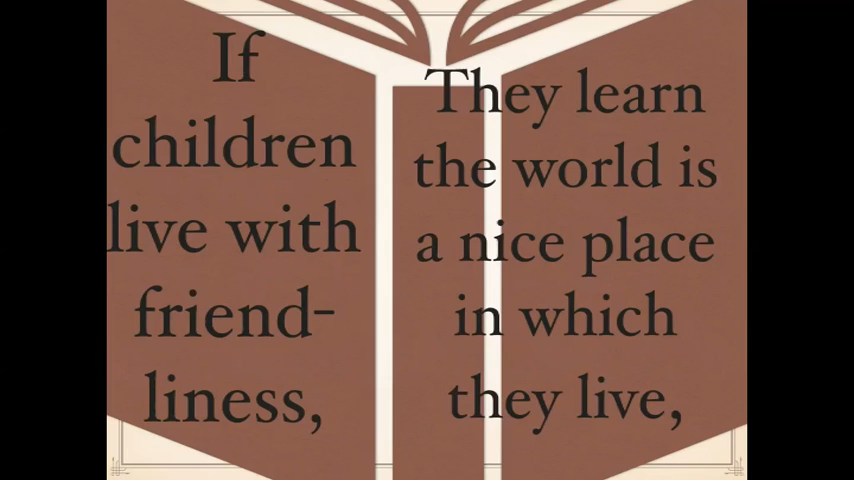 If
children
live with
friend-
liness,
They learn
the world is
a nice place
in which
they live,